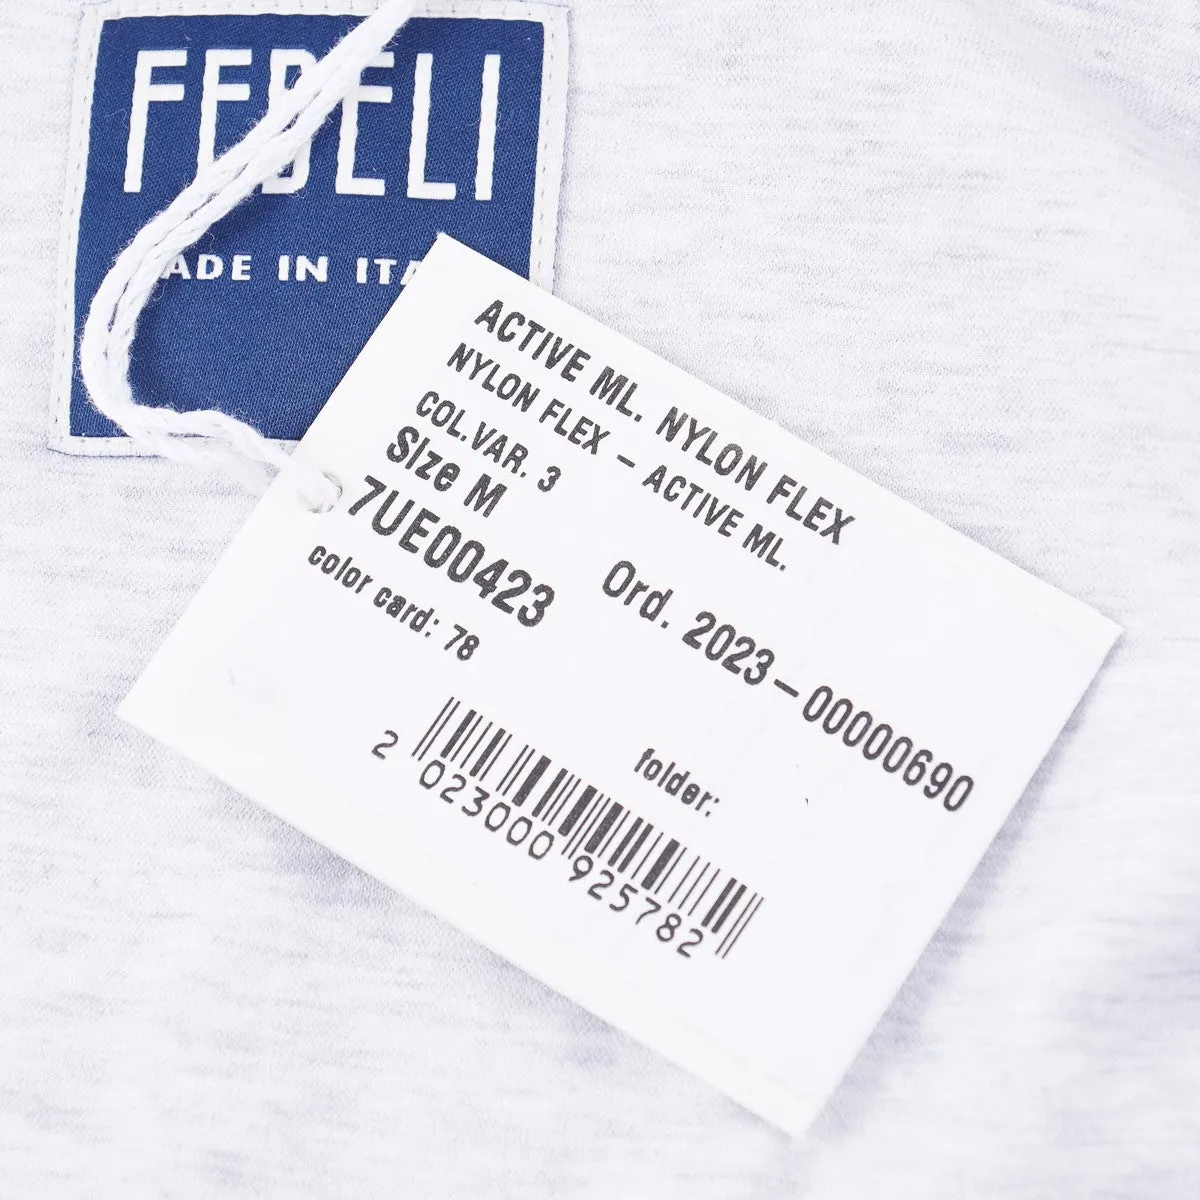 FEDELI
MADE IN ITA
ACTIVE ML. NYLON FLEX
NYLON FLEX – ACTIVE ML.
COL.VAR. 3
Size M
7UE00423
Ord. 2023–00000690
color card: 78
folder:
2 023000 925782